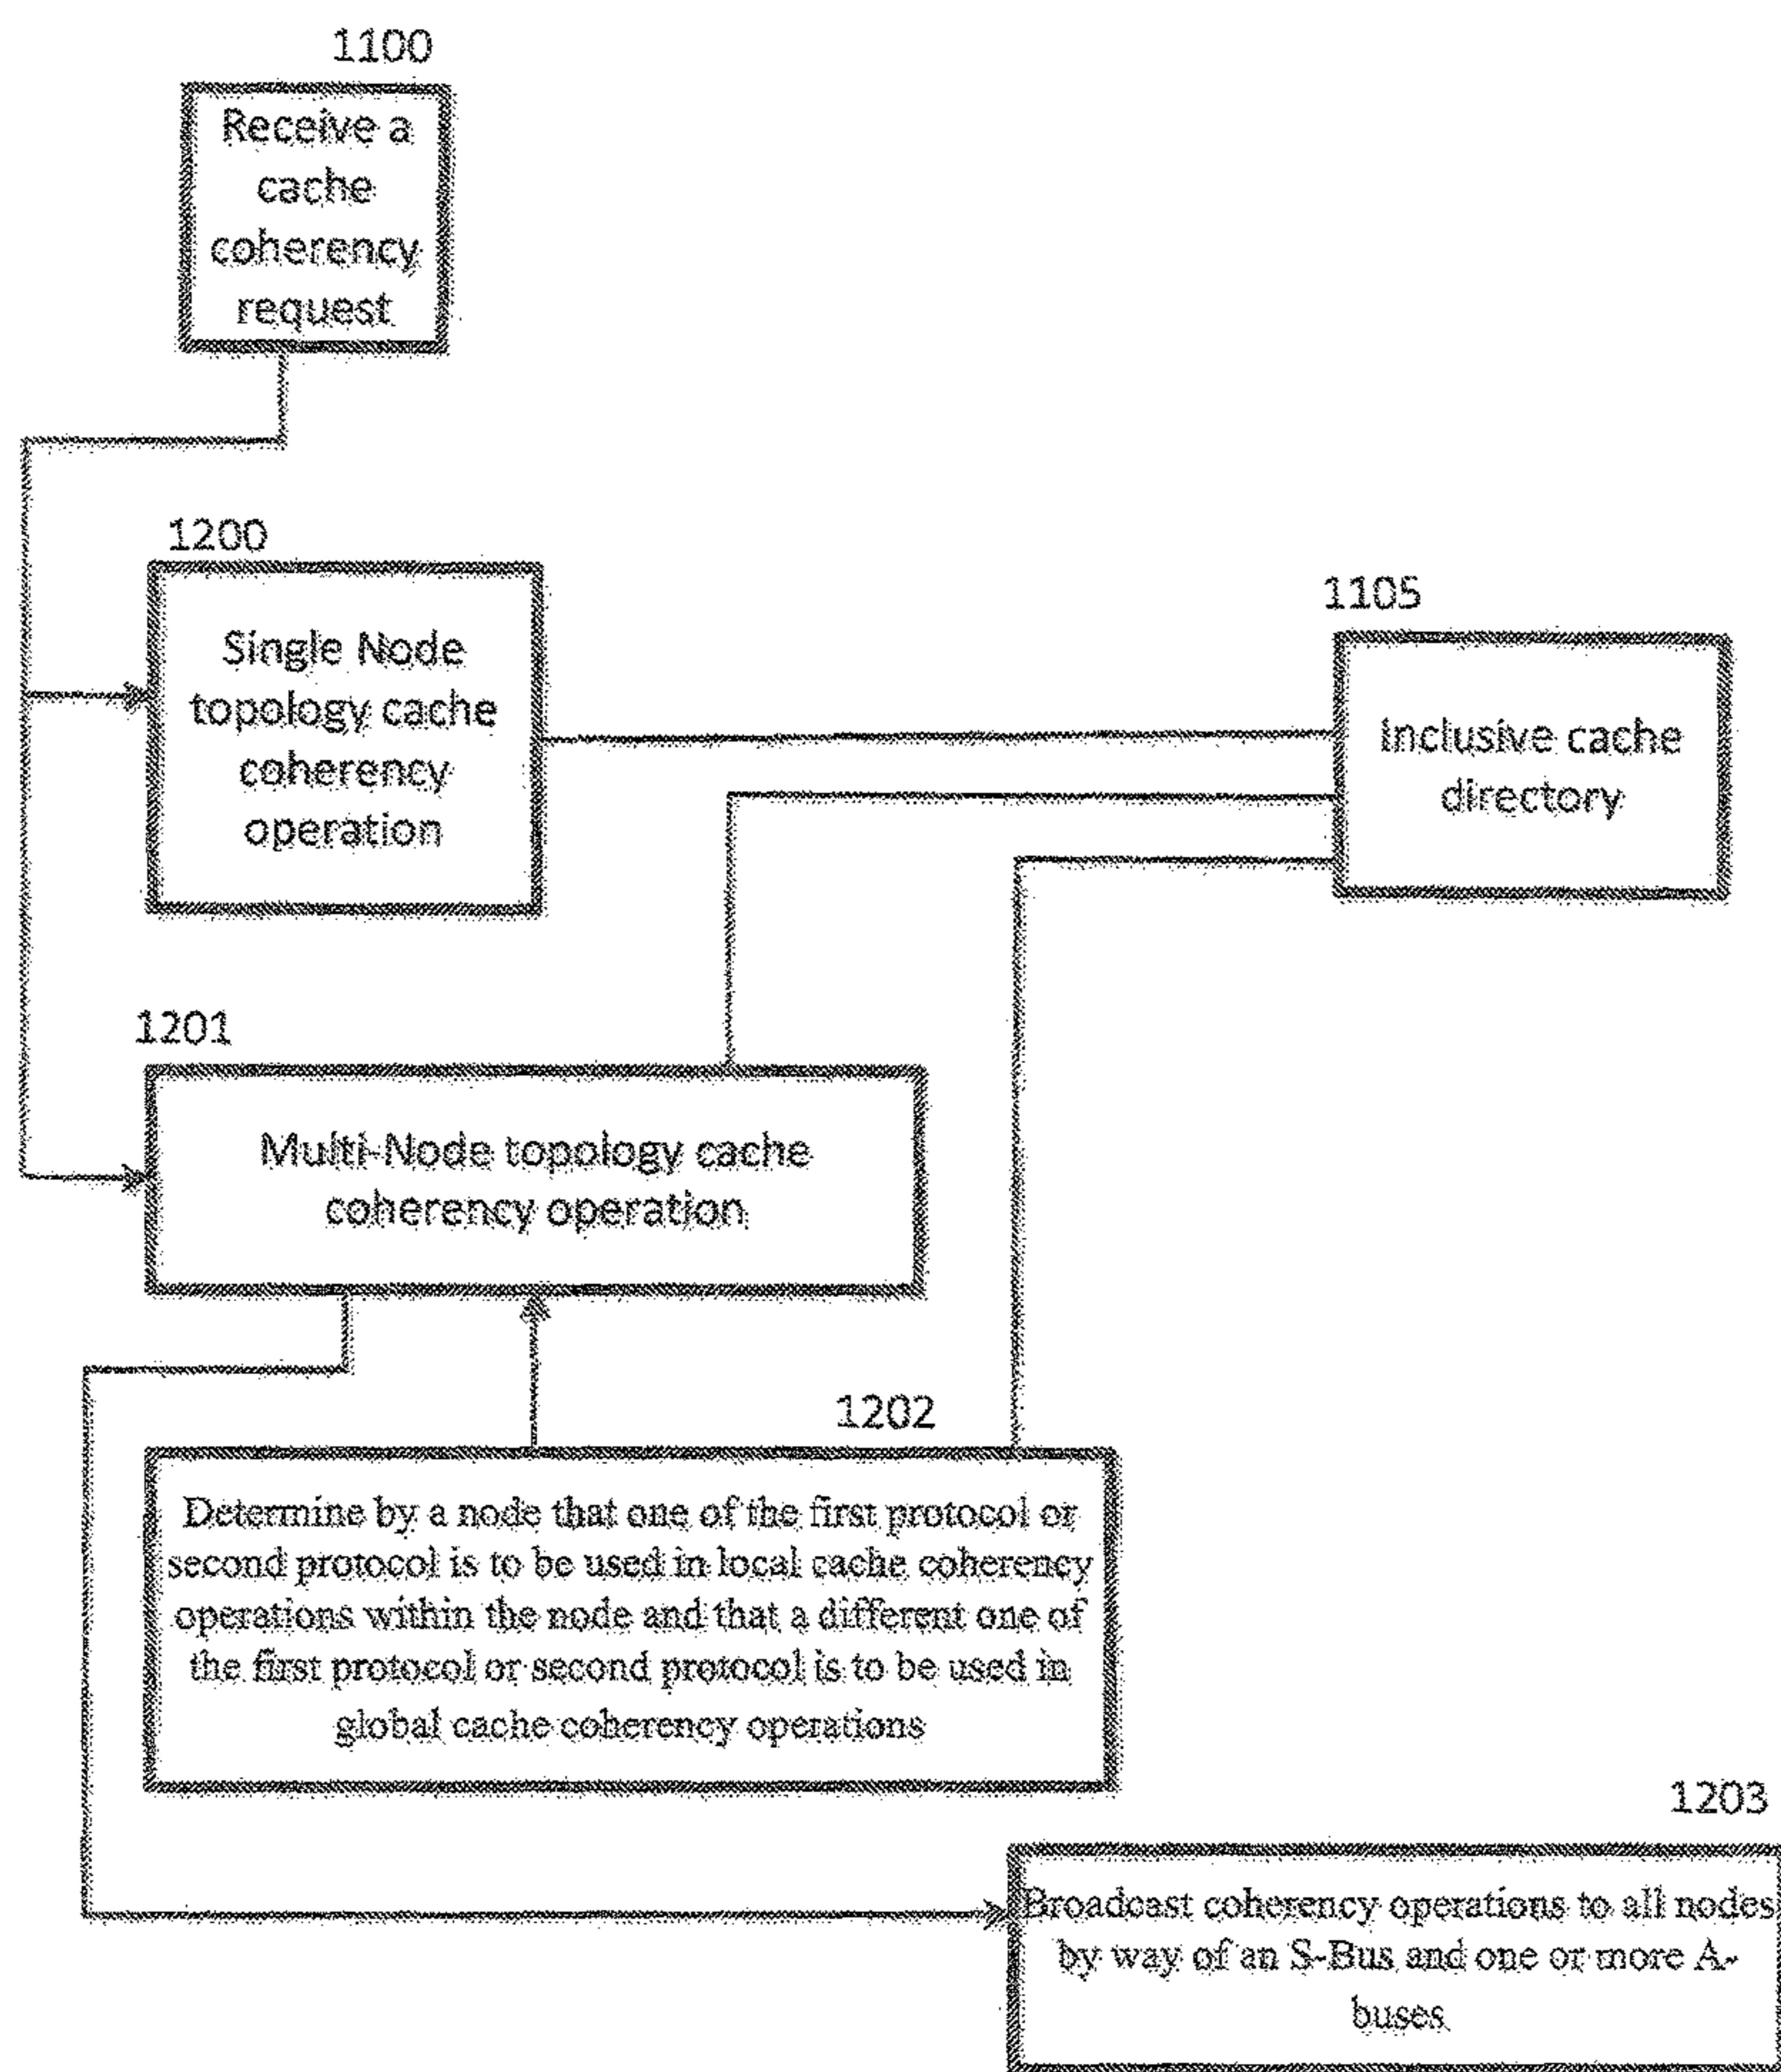 1100
Receive a
cache
coherency
request
1200
Single Node
topology cache
coherency
operation
1105
Inclusive cache
directory
1201
Multi-Node topology cache
coherency operation
1202
Determine by a node that one of the first protocol or
second protocol is to be used in local cache coherency
operations within the node and that a different one of
the first protocol or second protocol is to be used in
global cache coherency operations
1203
Broadcast coherency operations to all nodes
by way of an S-Bus and one or more A-
buses